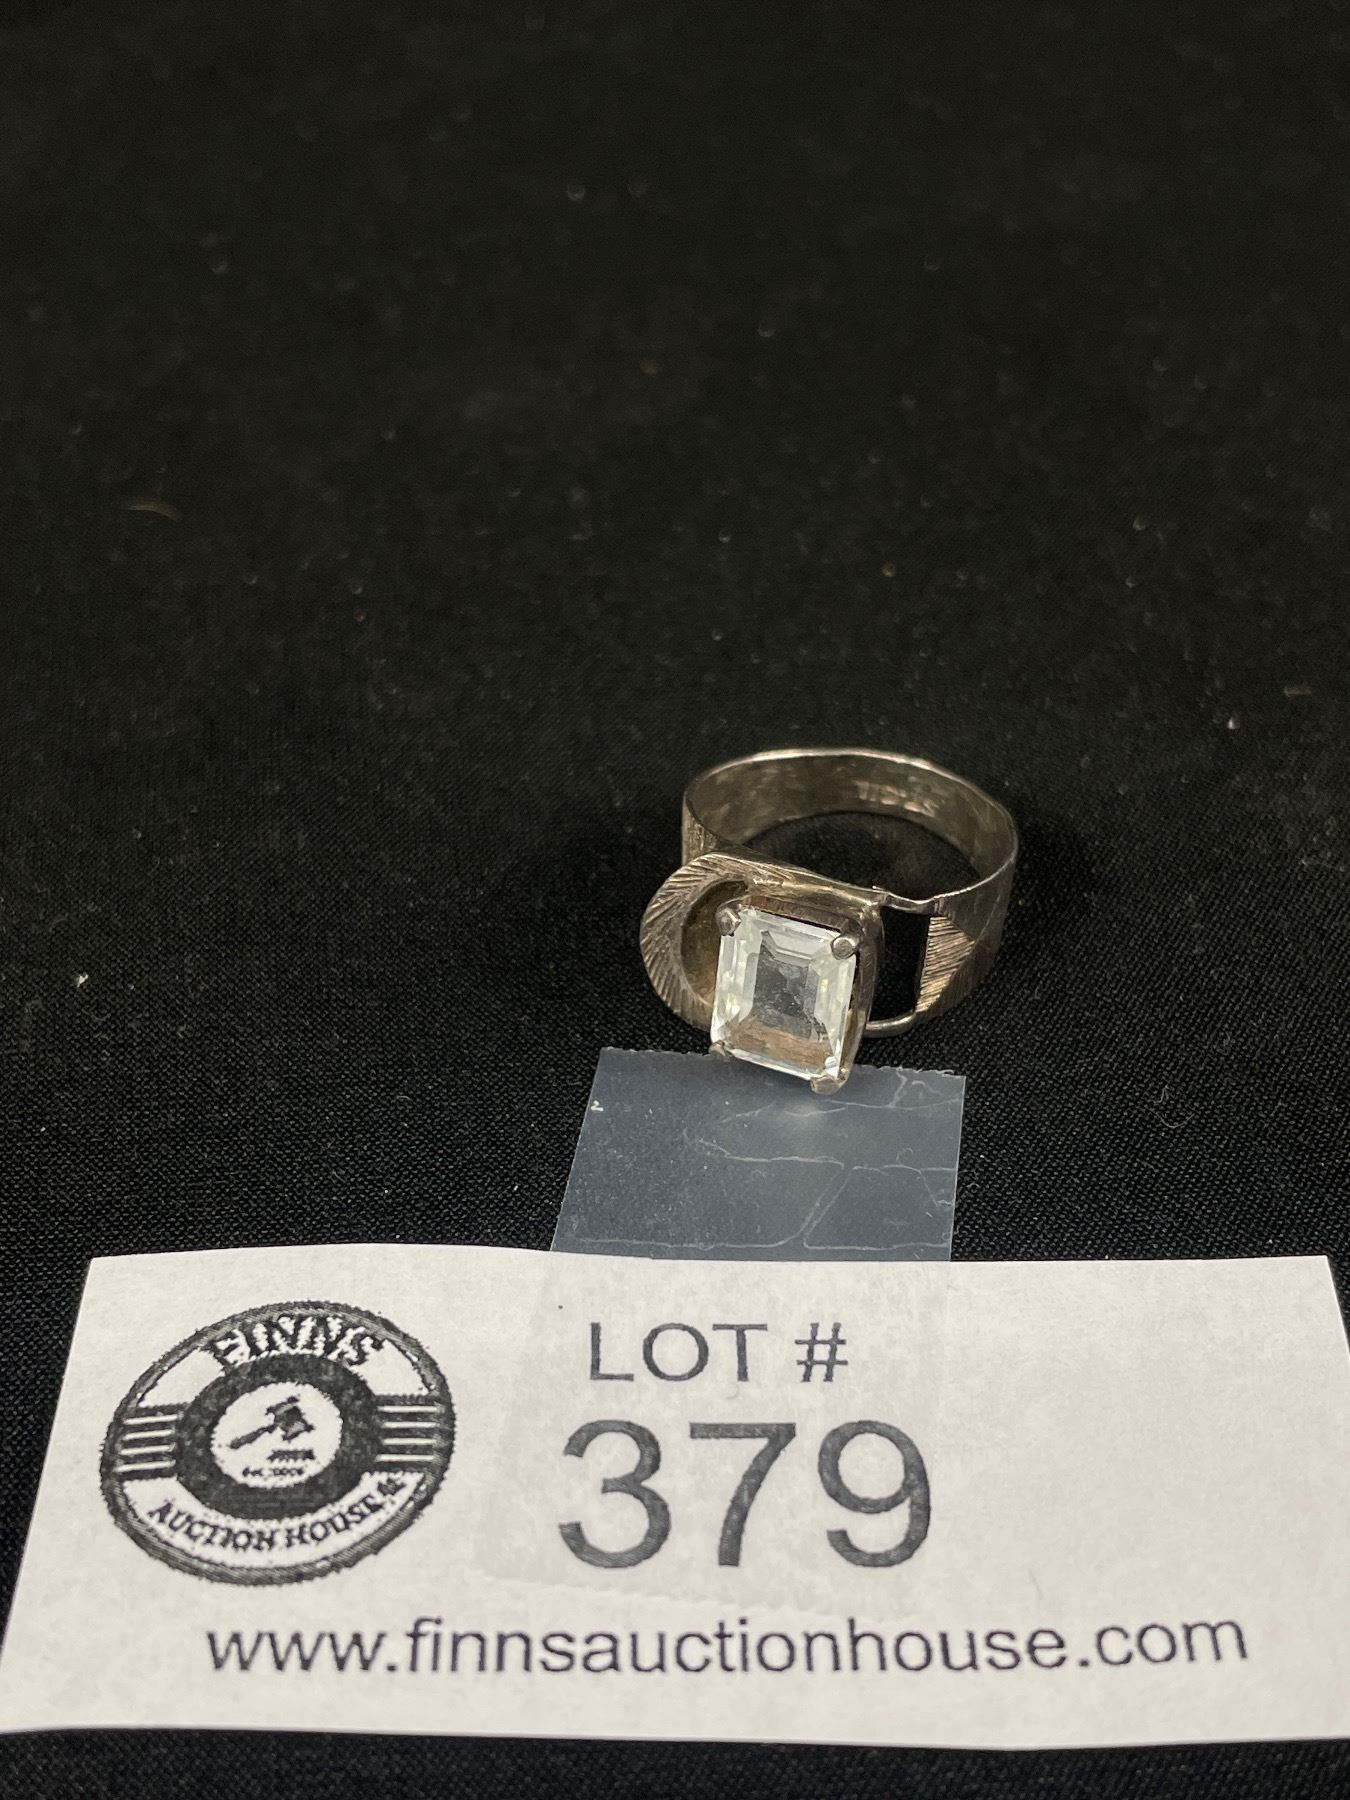 FINNS
AUCTION HOUSE
LOT #
379
www.finnsauctionhouse.com